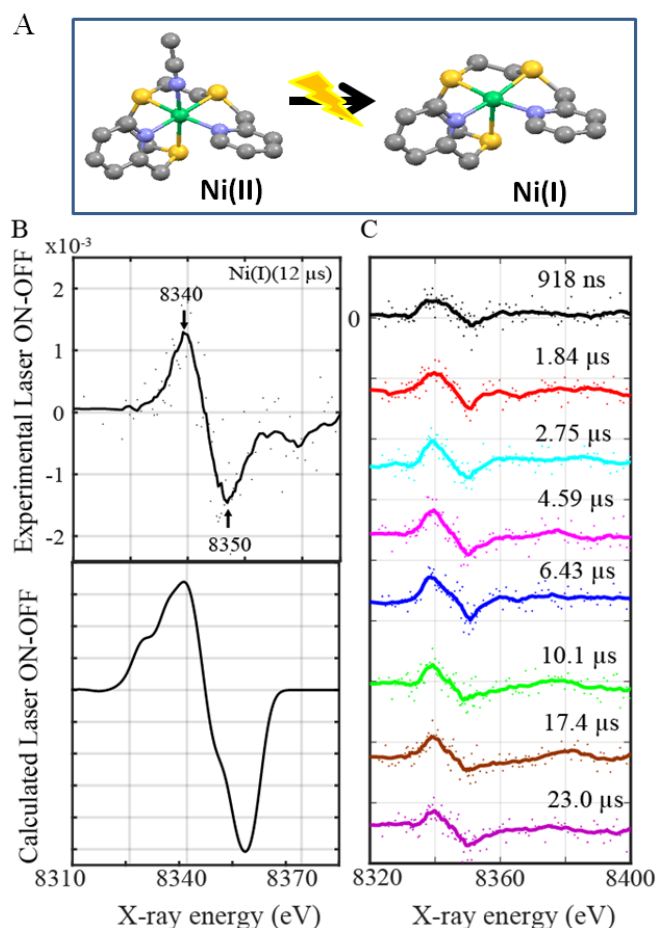 A
Ni(II)
Ni(I)
B
C
x10-3
Ni(I)(12 µs)
2
8340
1
0
-1
8350
-2
Experimental Laser ON-OFF
Calculated Laser ON-OFF
8310
8340
8370
X-ray energy (eV)
0
918 ns
1.84 µs
2.75 µs
4.59 µs
6.43 µs
10.1 µs
17.4 µs
23.0 µs
8320
8360
8400
X-ray energy (eV)